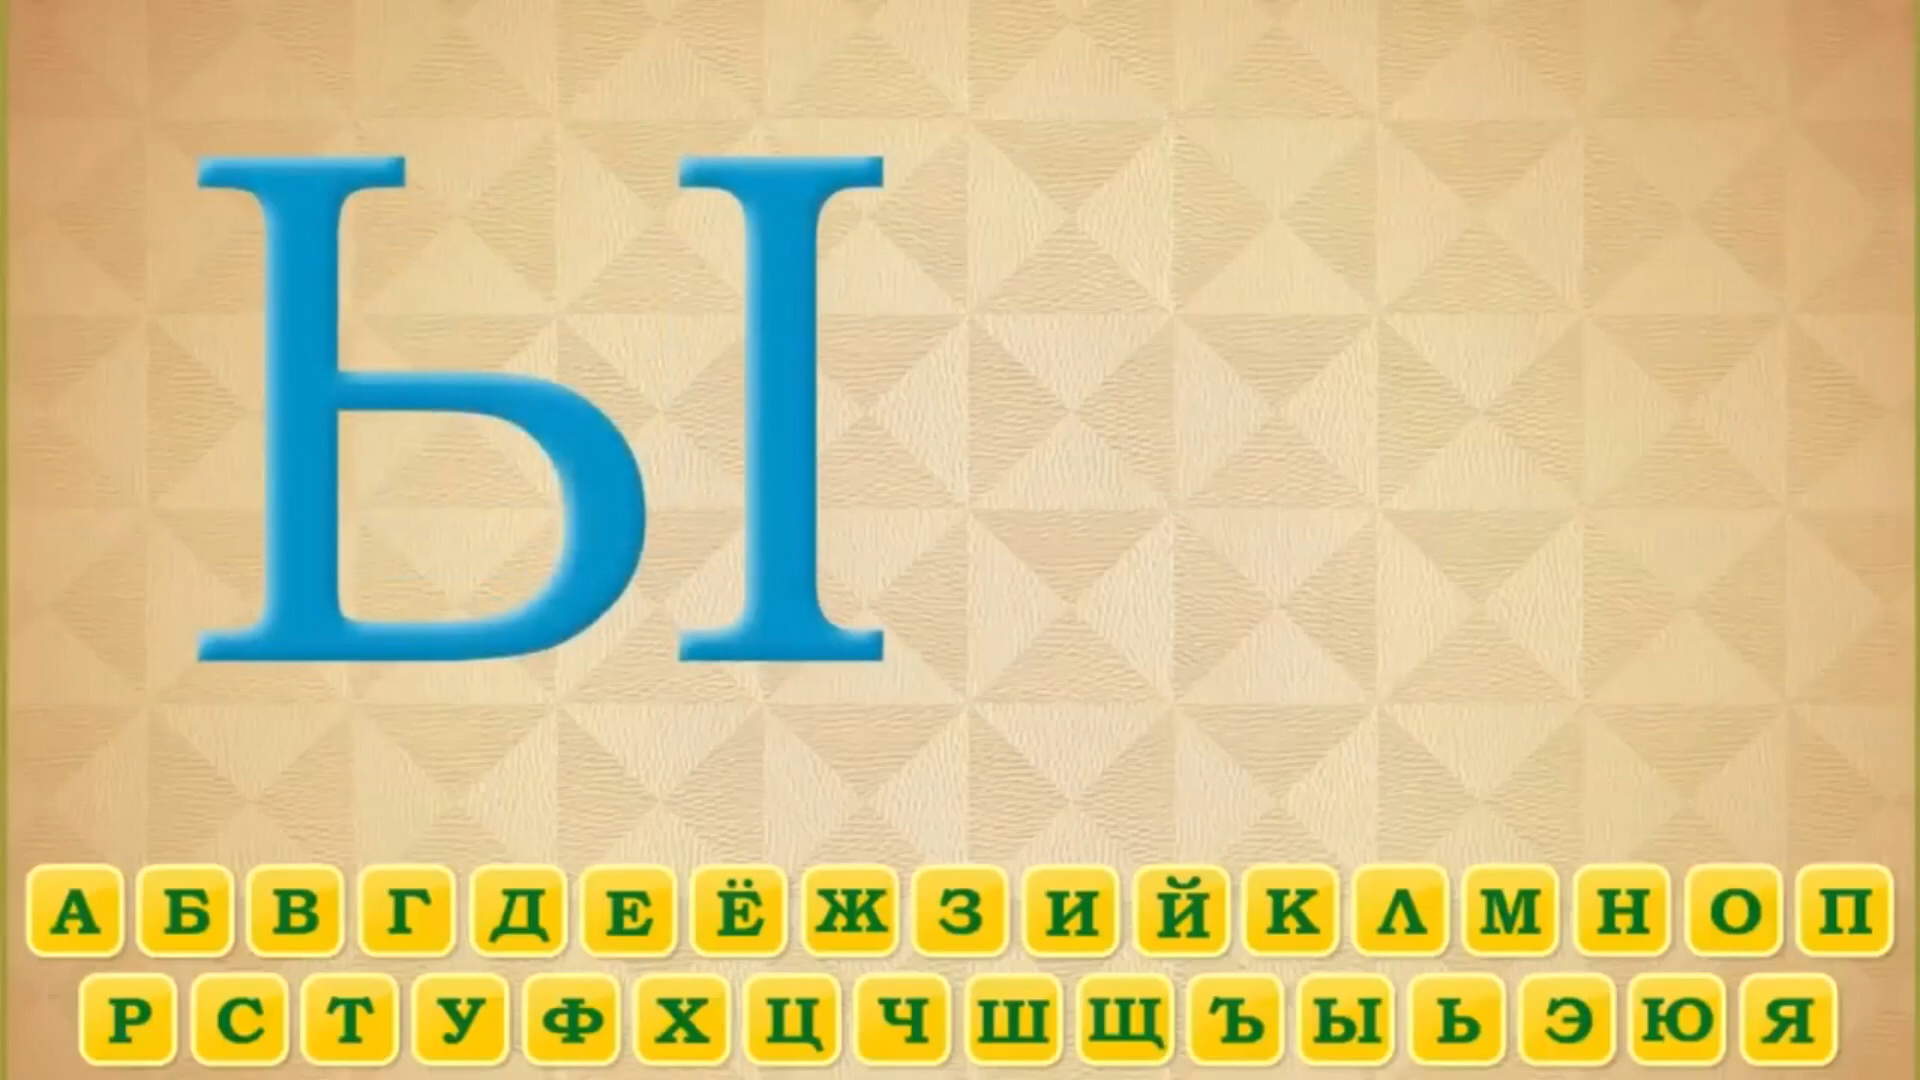 Ы
А Б В Г Д Е Ё Ж З И Й К Л М Н О П
Р С Т У Ф Х Ц Ч Ш Щ Ъ Ы Ь Э Ю Я